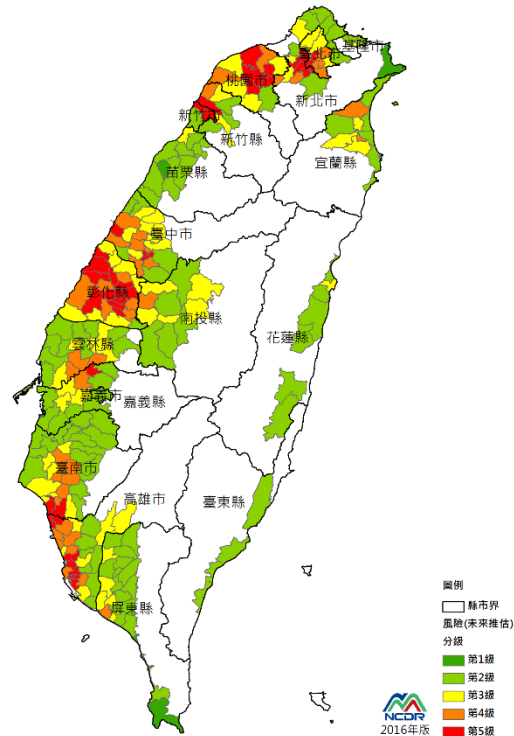 基隆市
臺北市
桃園市
新北市
新竹市
新竹縣
宜蘭縣
苗栗縣
臺中市
彰化縣
南投縣
雲林縣
花蓮縣
嘉義市
嘉義縣
臺南市
高雄市
臺東縣
屏東縣
圖例
縣市界
風險(未來推估)
分級
第1級
第2級
第3級
第4級
第5級
NCDR
2016年版